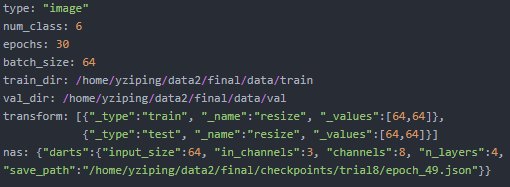 type: "image"
num_class: 6
epochs: 30
batch_size: 64
train_dir: /home/yziping/data2/final/data/train
val_dir: /home/yziping/data2/final/data/val
transform: [{"_type":"train", "_name":"resize", "_values":[64,64]},
{"_type":"test", "_name":"resize", "_values":[64,64]}]
nas: {"darts":{"input_size":64, "in_channels":3, "channels":8, "n_layers":4,
"save_path":"/home/yziping/data2/final/checkpoints/trial8/epoch_49.json"}}